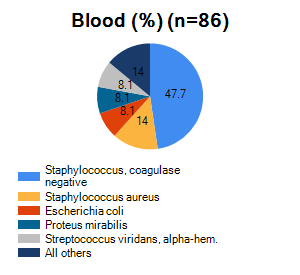 Blood (%) (n=86)
14
8.1
47.7
8.1
8.1
14
Staphylococcus, coagulase
negative
Staphylococcus aureus
Escherichia coli
Proteus mirabilis
Streptococcus viridans, alpha-hem.
All others